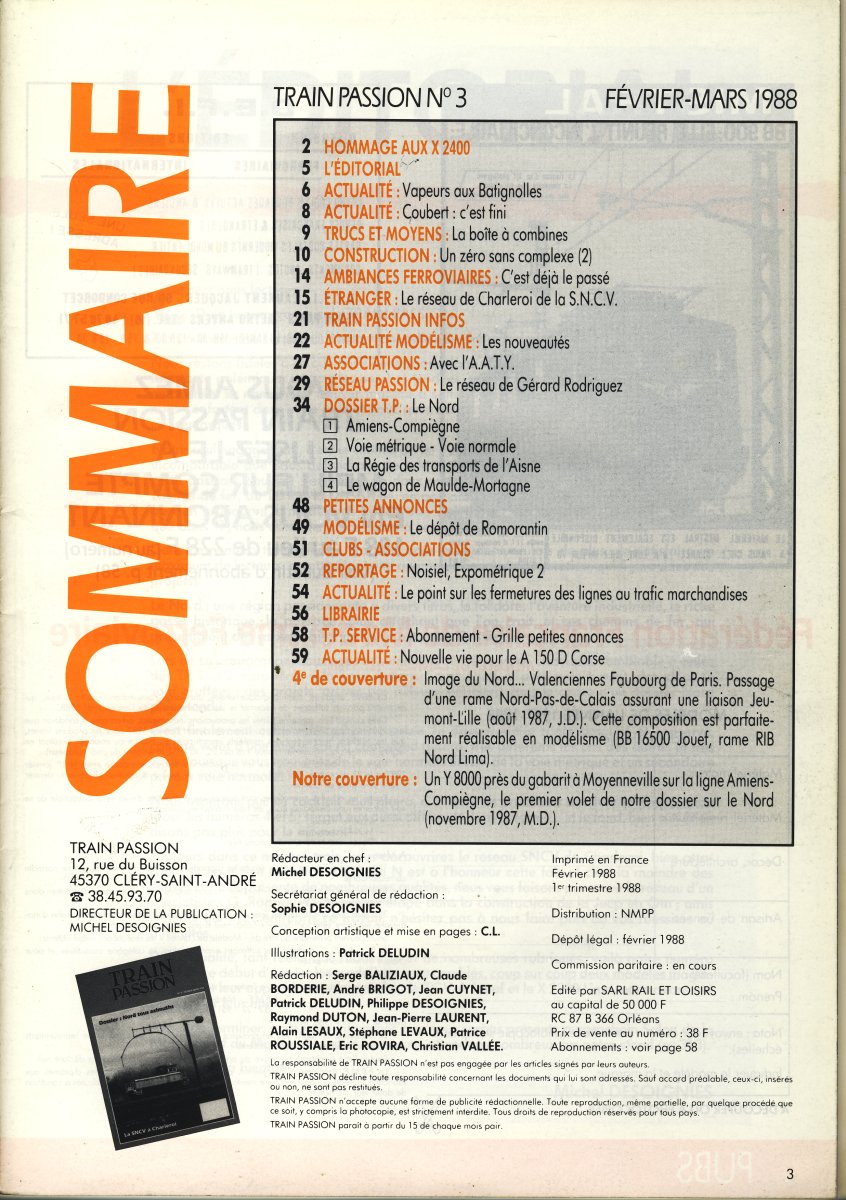 SOMMAIRE
TRAIN PASSION N° 3
FÉVRIER-MARS 1988
2 HOMMAGE AUX X 2400
5 L'ÉDITORIAL
6 ACTUALITÉ : Vapeurs aux Batignolles
8 ACTUALITÉ : Coubert : c'est fini
9 TRUCS ET MOYENS : La boîte à combines
10 CONSTRUCTION : Un zéro sans complexe (2)
14 AMBIANCES FERROVIAIRES : C'est déjà le passé
15 ÉTRANGER : Le réseau de Charleroi de la S.N.C.V.
21 TRAIN PASSION INFOS
22 ACTUALITÉ MODÉLISME : Les nouveautés
27 ASSOCIATIONS : Avec l'A.A.T.Y.
29 RÉSEAU PASSION : Le réseau de Gérard Rodriguez
34 DOSSIER T.P. : Le Nord
1 Amiens-Compiègne
2 Voie métrique - Voie normale
3 La Régie des transports de l'Aisne
4 Le wagon de Maulde-Mortagne
48 PETITES ANNONCES
49 MODÉLISME : Le dépôt de Romorantin
51 CLUBS - ASSOCIATIONS
52 REPORTAGE : Noisiel, Expométrique 2
54 ACTUALITÉ : Le point sur les fermetures des lignes au trafic marchandises
56 LIBRAIRIE
58 T.P. SERVICE : Abonnement - Grille petites annonces
59 ACTUALITÉ : Nouvelle vie pour le A 150 D Corse
4e de couverture : Image du Nord... Valenciennes Faubourg de Paris. Passage
d'une rame Nord-Pas-de-Calais assurant une liaison Jeu-
mont-Lille (août 1987, J.D.). Cette composition est parfaite-
ment réalisable en modélisme (BB 16500 Jouef, rame RIB
Nord Lima).
Notre couverture : Un Y 8000 près du gabarit à Moyenneville sur la ligne Amiens-
Compiègne, le premier volet de notre dossier sur le Nord
(novembre 1987, M.D.).
TRAIN PASSION
12, rue du Buisson
45370 CLÉRY-SAINT-ANDRÉ
☎ 38.45.93.70
DIRECTEUR DE LA PUBLICATION :
MICHEL DESOIGNIES
TRAIN
PASSION
Dossier : Nord tous azimuths
La SNCV à Charleroi
Rédacteur en chef :
Michel DESOIGNIES
Secrétariat général de rédaction :
Sophie DESOIGNIES
Conception artistique et mise en pages : C.L.
Illustrations : Patrick DELUDIN
Rédaction : Serge BALIZIAUX, Claude
BORDERIE, André BRIGOT, Jean CUYNET,
Patrick DELUDIN, Philippe DESOIGNIES,
Raymond DUTON, Jean-Pierre LAURENT,
Alain LESAUX, Stéphane LEVAUX, Patrice
ROUSSIALE, Eric ROVIRA, Christian VALLÉE.
Imprimé en France
Février 1988
1er trimestre 1988
Distribution : NMPP
Dépôt légal : février 1988
Commission paritaire : en cours
Edité par SARL RAIL ET LOISIRS
au capital de 50 000 F
RC 87 B 366 Orléans
Prix de vente au numéro : 38 F
Abonnements : voir page 58
La responsabilité de TRAIN PASSION n'est pas engagée par les articles signés par leurs auteurs.
TRAIN PASSION décline toute responsabilité concernant les documents qui lui sont adressés. Sauf accord préalable, ceux-ci, insérés
ou non, ne sont pas restitués.
TRAIN PASSION n'accepte aucune forme de publicité rédactionnelle. Toute reproduction, même partielle, par quelque procédé que
ce soit, y compris la photocopie, est strictement interdite. Tous droits de reproduction réservés pour tous pays.
TRAIN PASSION paraît à partir du 15 de chaque mois pair.
3